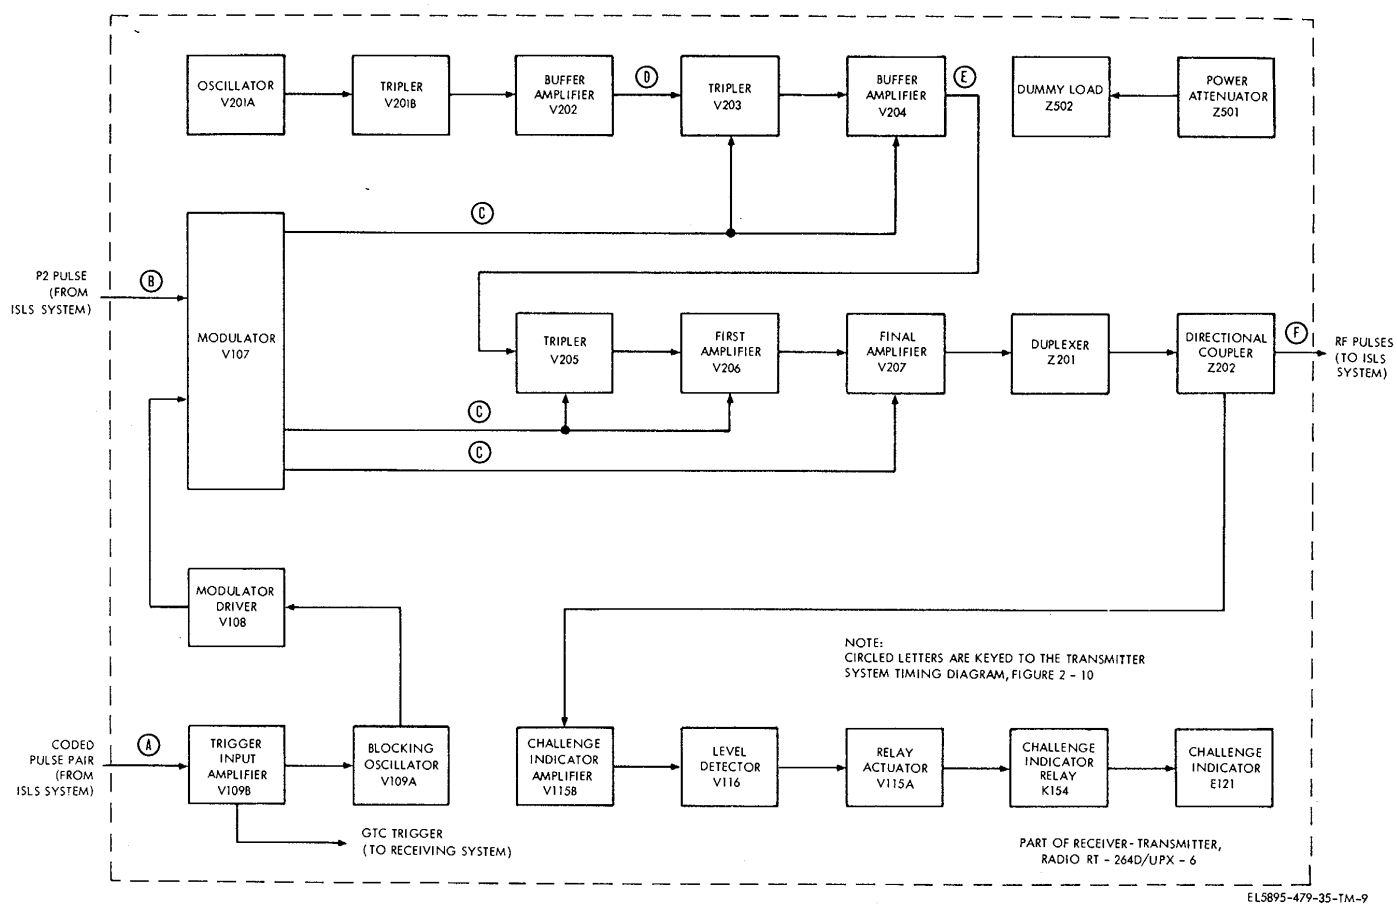 OSCILLATOR
V201A
TRIPLER
V201B
BUFFER
AMPLIFIER
V202
D
TRIPLER
V203
BUFFER
AMPLIFIER
V204
E
DUMMY LOAD
Z502
POWER
ATTENUATOR
Z501
C
P2 PULSE
(FROM
ISLS SYSTEM)
B
MODULATOR
V107
TRIPLER
V205
FIRST
AMPLIFIER
V206
FINAL
AMPLIFIER
V207
DUPLEXER
Z201
DIRECTIONAL
COUPLER
Z202
F
RF PULSES
(TO ISLS
SYSTEM)
C
C
MODULATOR
DRIVER
V108
NOTE:
CIRCLED LETTERS ARE KEYED TO THE TRANSMITTER
SYSTEM TIMING DIAGRAM, FIGURE 2 - 10
CODED
PULSE PAIR
(FROM
ISLS SYSTEM)
A
TRIGGER
INPUT
AMPLIFIER
V109B
BLOCKING
OSCILLATOR
V109A
CHALLENGE
INDICATOR
AMPLIFIER
V115B
LEVEL
DETECTOR
V116
RELAY
ACTUATOR
V115A
CHALLENGE
INDICATOR
RELAY
K154
CHALLENGE
INDICATOR
E121
GTC TRIGGER
(TO RECEIVING SYSTEM)
PART OF RECEIVER-TRANSMITTER,
RADIO RT - 264D/UPX - 6
EL5895-479-35-TM-9